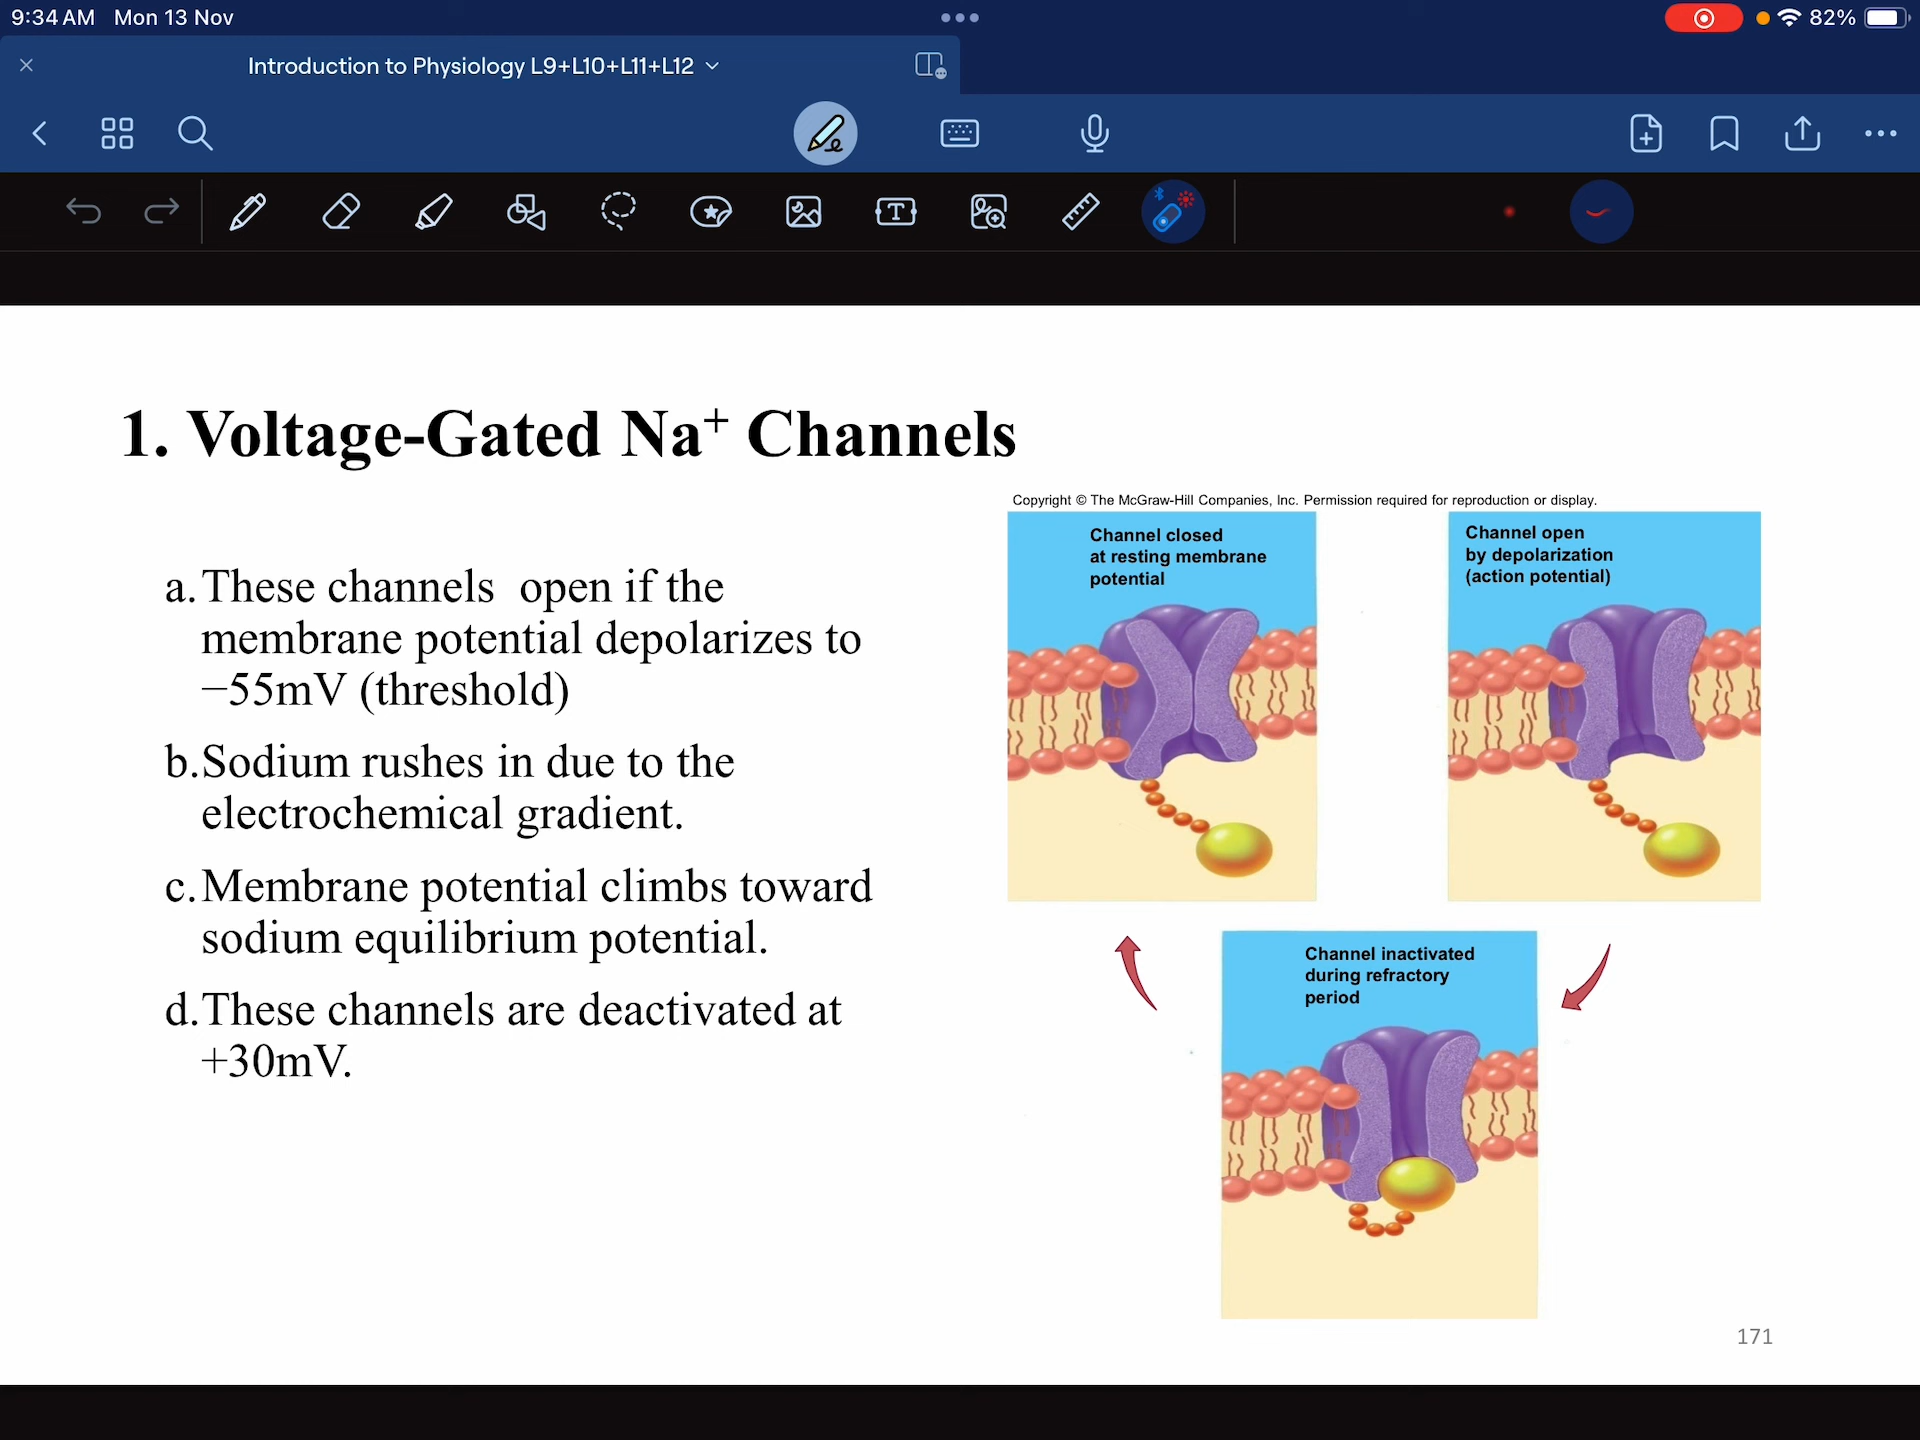 9:34 AM Mon 13 Nov
82%
Introduction to Physiology L9+L10+L11+L12
1. Voltage-Gated Na⁺ Channels
Copyright © The McGraw-Hill Companies, Inc. Permission required for reproduction or display.
a. These channels open if the
membrane potential depolarizes to
−55mV (threshold)
b. Sodium rushes in due to the
electrochemical gradient.
c. Membrane potential climbs toward
sodium equilibrium potential.
d. These channels are deactivated at
+30mV.
Channel closed
at resting membrane
potential
Channel open
by depolarization
(action potential)
Channel inactivated
during refractory
period
171